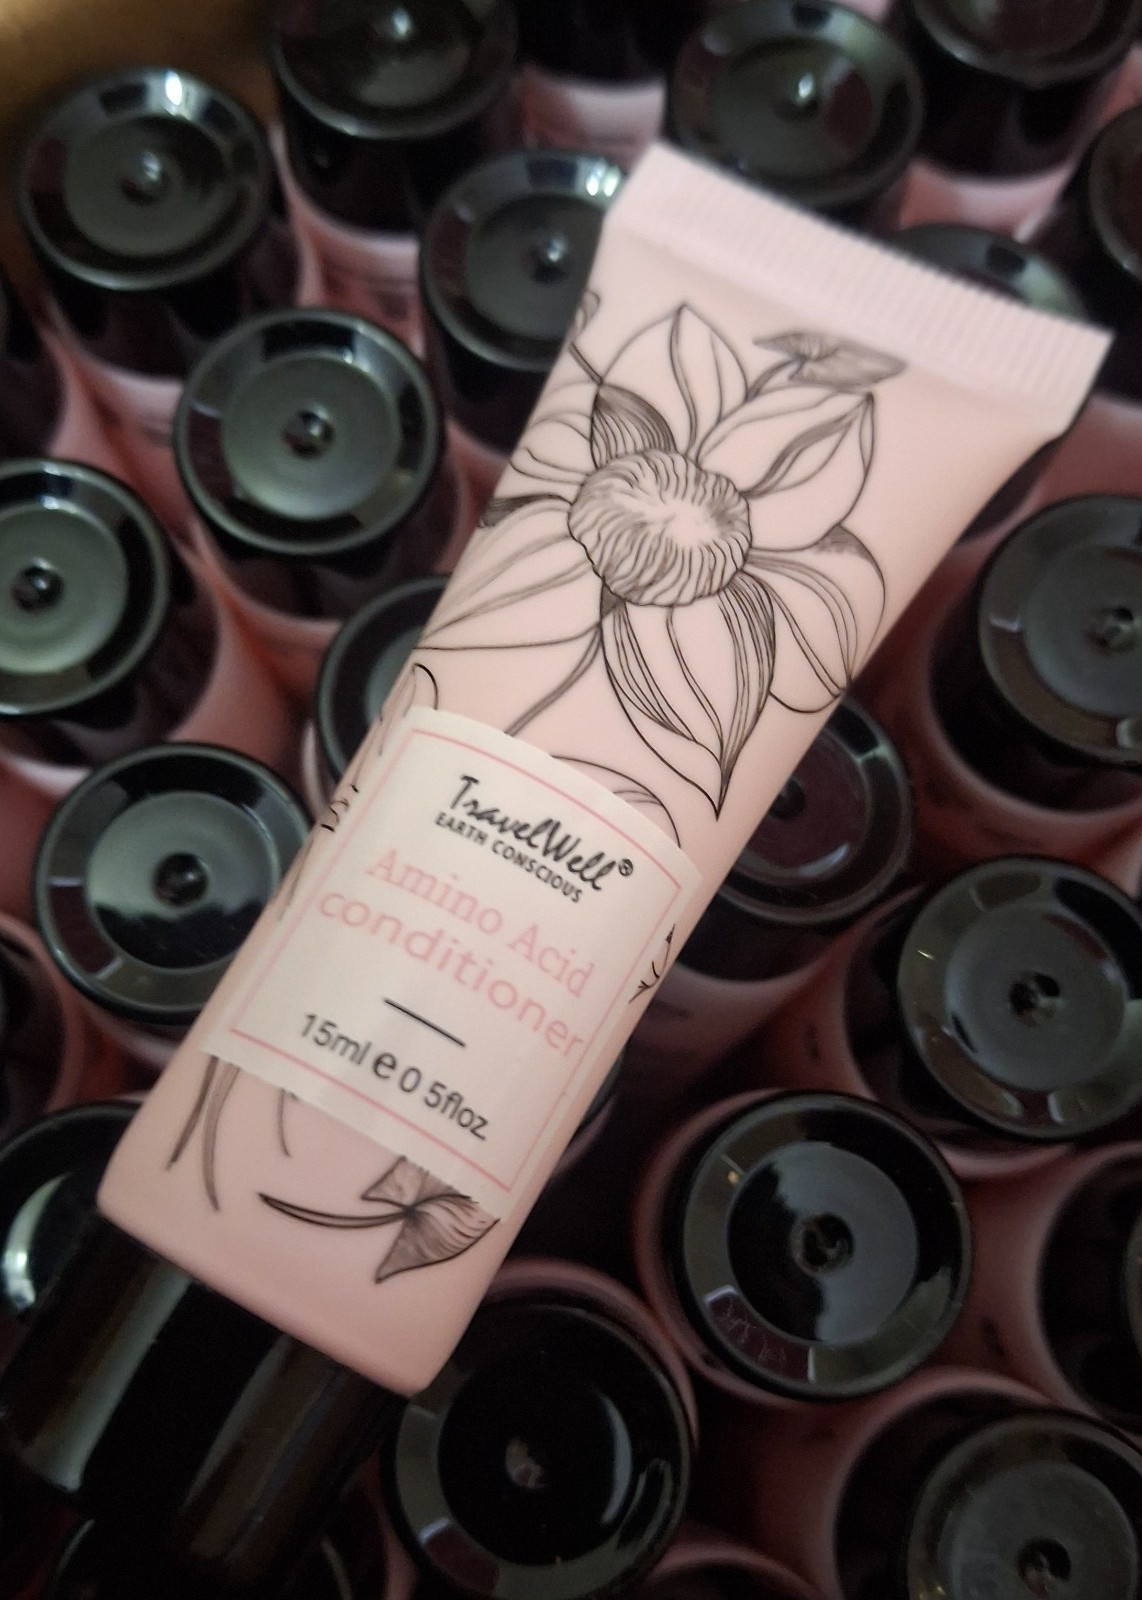 TravelWell®
EARTH CONSCIOUS
Amino Acid
conditioner
15ml e 0 5floz